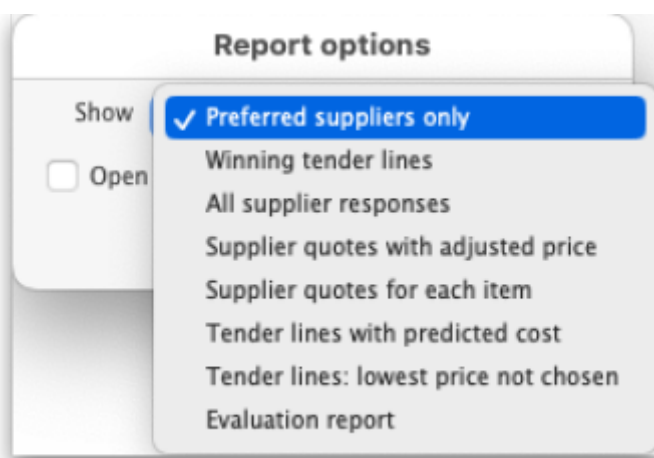 Report options
Show
✓ Preferred suppliers only
Winning tender lines
Open
All supplier responses
Supplier quotes with adjusted price
Supplier quotes for each item
Tender lines with predicted cost
Tender lines: lowest price not chosen
Evaluation report